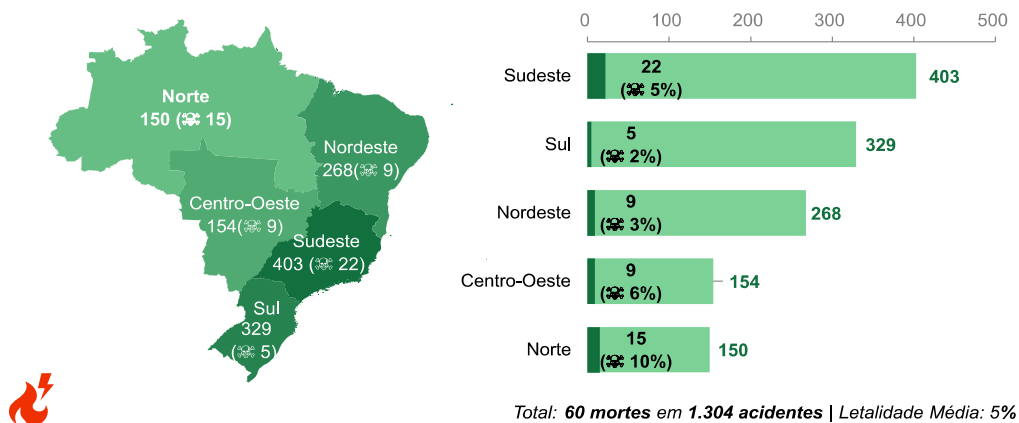 Norte
150 (☠ 15)
Nordeste
268(☠ 9)
Centro-Oeste
154(☠ 9)
Sudeste
403 (☠ 22)
Sul
329
(☠ 5)
0 100 200 300 400 500
Sudeste 22 403
(☠ 5%)
Sul 5 329
(☠ 2%)
Nordeste 9 268
(☠ 3%)
Centro-Oeste 9 154
(☠ 6%)
Norte 15 150
(☠ 10%)
Total: 60 mortes em 1.304 acidentes | Letalidade Média: 5%